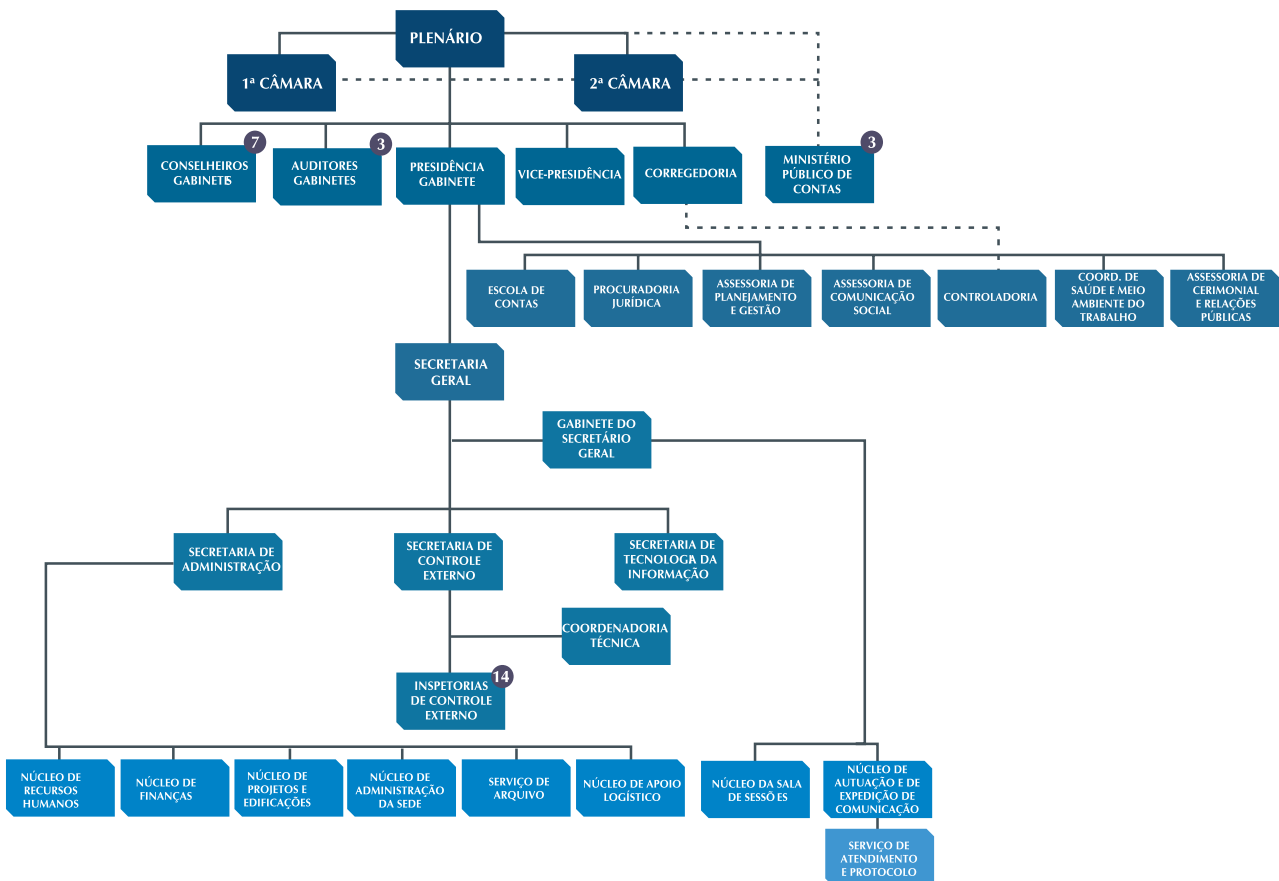 PLENÁRIO
1ª CÂMARA
2ª CÂMARA
7
CONSELHEIROS
GABINETES
3
AUDITORES
GABINETES
PRESIDÊNCIA
GABINETE
VICE-PRESIDÊNCIA
CORREGEDORIA
3
MINISTÉRIO
PÚBLICO DE
CONTAS
ESCOLA DE
CONTAS
PROCURADORIA
JURÍDICA
ASSESSORIA DE
PLANEJAMENTO
E GESTÃO
ASSESSORIA DE
COMUNICAÇÃO
SOCIAL
CONTROLADORIA
COORD. DE
SAÚDE E MEIO
AMBIENTE DO
TRABALHO
ASSESSORIA DE
CERIMONIAL
E RELAÇÕES
PÚBLICAS
SECRETARIA
GERAL
GABINETE DO
SECRETÁRIO
GERAL
SECRETARIA DE
ADMINISTRAÇÃO
SECRETARIA DE
CONTROLE
EXTERNO
SECRETARIA DE
TECNOLOGIA DA
INFORMAÇÃO
COORDENADORIA
TÉCNICA
14
INSPETORIAS
DE CONTROLE
EXTERNO
NÚCLEO DE
RECURSOS
HUMANOS
NÚCLEO DE
FINANÇAS
NÚCLEO DE
PROJETOS E
EDIFICAÇÕES
NÚCLEO DE
ADMINISTRAÇÃO
DA SEDE
SERVIÇO DE
ARQUIVO
NÚCLEO DE APOIO
LOGÍSTICO
NÚCLEO DA SALA
DE SESSÕES
NÚCLEO DE
AUTUAÇÃO E DE
EXPEDIÇÃO DE
COMUNICAÇÃO
SERVIÇO DE
ATENDIMENTO
E PROTOCOLO